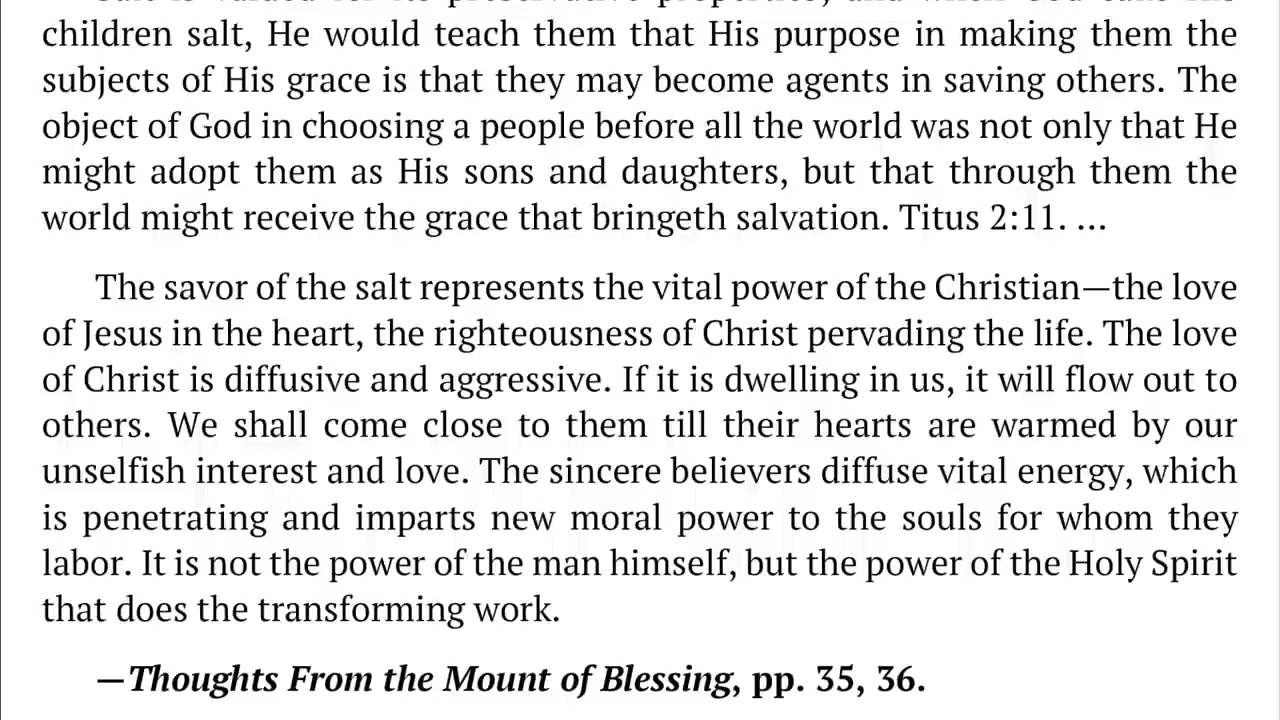 children salt, He would teach them that His purpose in making them the
subjects of His grace is that they may become agents in saving others. The
object of God in choosing a people before all the world was not only that He
might adopt them as His sons and daughters, but that through them the
world might receive the grace that bringeth salvation. Titus 2:11. ...
The savor of the salt represents the vital power of the Christian—the love
of Jesus in the heart, the righteousness of Christ pervading the life. The love
of Christ is diffusive and aggressive. If it is dwelling in us, it will flow out to
others. We shall come close to them till their hearts are warmed by our
unselfish interest and love. The sincere believers diffuse vital energy, which
is penetrating and imparts new moral power to the souls for whom they
labor. It is not the power of the man himself, but the power of the Holy Spirit
that does the transforming work.
—Thoughts From the Mount of Blessing, pp. 35, 36.